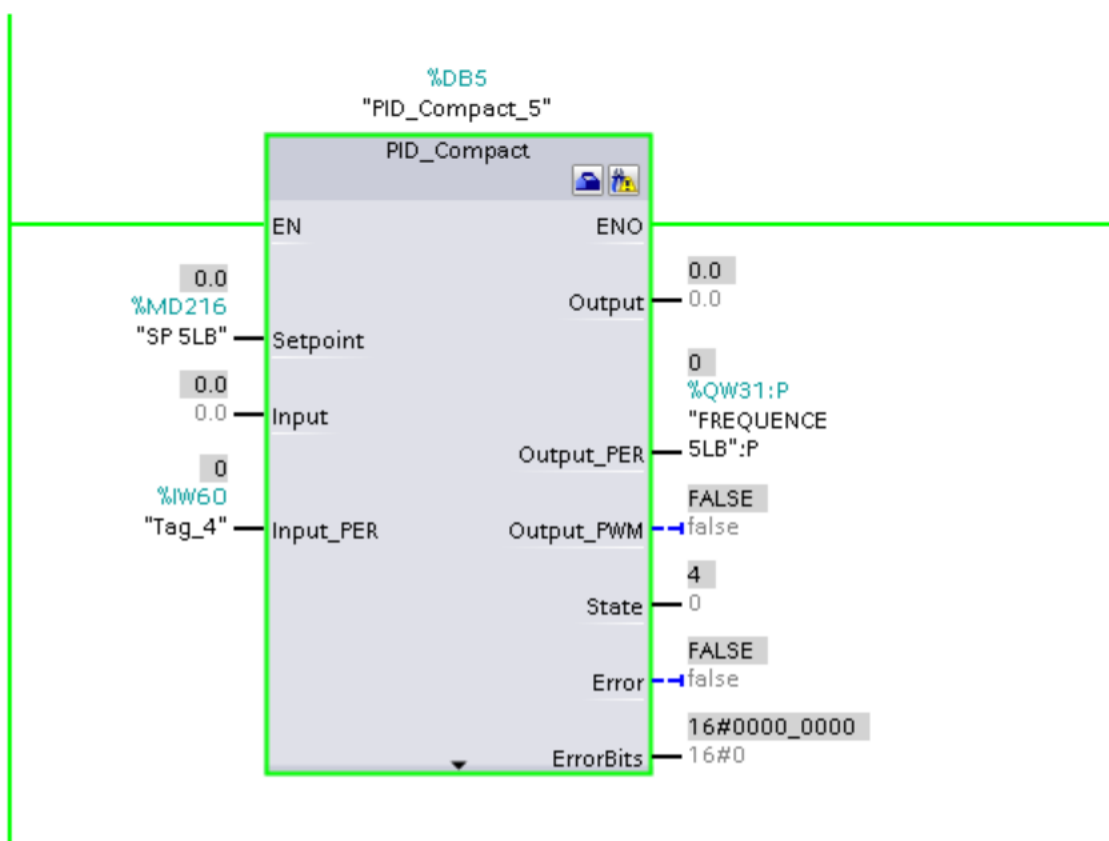 %DB5
"PID_Compact_5"
PID_Compact
EN
ENO
0.0
%MD216
"SP 5LB"
Setpoint
0.0
0.0
Input
0
%IW60
"Tag_4"
Input_PER
0.0
Output
0.0
0
%QW31:P
"FREQUENCE
Output_PER
5LB":P
FALSE
Output_PWM
false
4
State
0
FALSE
Error
false
16#0000_0000
ErrorBits
16#0